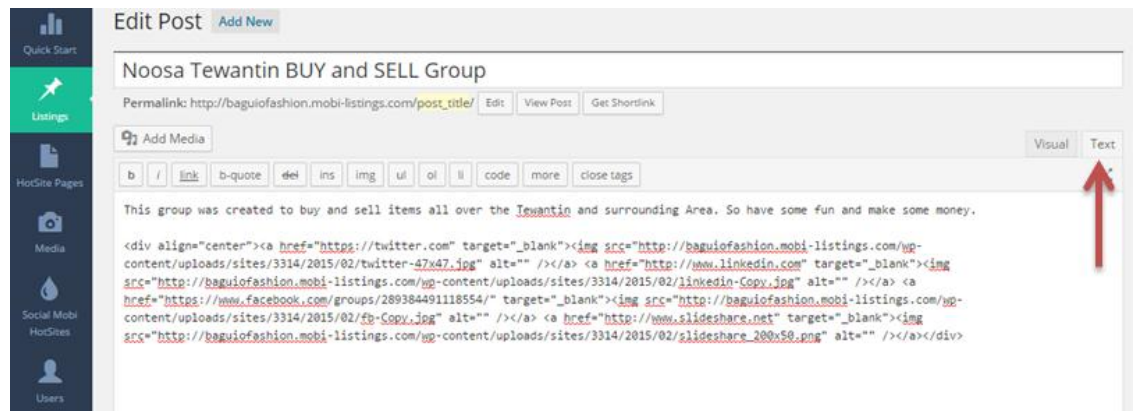 Edit Post Add New
Quick Start
Noosa Tewantin BUY and SELL Group
Permalink: http://baguiofashion.mobi-listings.com/post_title/ Edit View Post Get Shortlink
Listings
Add Media
Visual Text
HotSite Pages
b i link b-quote del ins img ul ol li code more close tags
This group was created to buy and sell items all over the Tewantin and surrounding Area. So have some fun and make some money.
Media
<div align="center"><a href="https://twitter.com" target="_blank"><img src="http://baguiofashion.mobi-listings.com/wp-
content/uploads/sites/3314/2015/02/twitter-47x47.jpg" alt="" /></a> <a href="http://www.linkedin.com" target="_blank"><img
src="http://baguiofashion.mobi-listings.com/wp-content/uploads/sites/3314/2015/02/linkedin-Copy.jpg" alt="" /></a> <a
href="https://www.facebook.com/groups/289384491118554/" target="_blank"><img src="http://baguiofashion.mobi-listings.com/wp-
content/uploads/sites/3314/2015/02/fb-Copy.jpg" alt="" /></a> <a href="http://www.slideshare.net" target="_blank"><img
src="http://baguiofashion.mobi-listings.com/wp-content/uploads/sites/3314/2015/02/slideshare_200x50.png" alt="" /></a></div>
Social Mobi
HotSites
Users